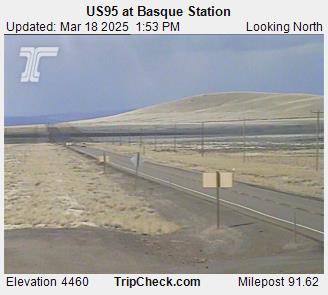 US95 at Basque Station
Updated: Mar 18 2025 1:53 PM Looking North
Elevation 4460 TripCheck.com Milepost 91.62